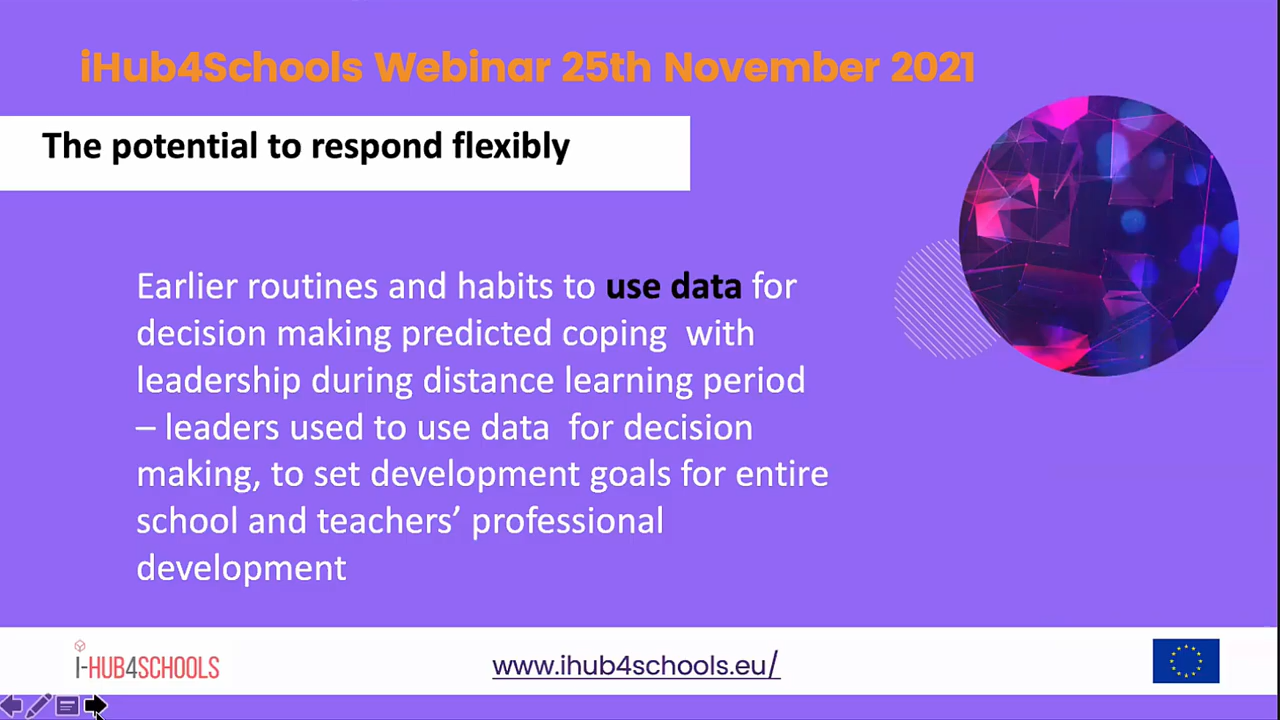 iHub4Schools Webinar 25th November 2021
The potential to respond flexibly
Earlier routines and habits to use data for
decision making predicted coping  with
leadership during distance learning period
– leaders used to use data  for decision
making, to set development goals for entire
school and teachers’ professional
development
I-HUB4SCHOOLS
www.ihub4schools.eu/